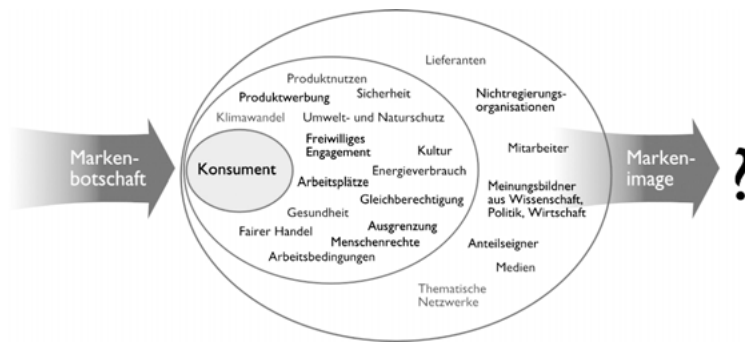 Marken-
botschaft
Konsument
Produktnutzen
Produktwerbung
Sicherheit
Klimawandel
Umwelt- und Naturschutz
Freiwilliges
Engagement
Kultur
Energieverbrauch
Arbeitsplätze
Gleichberechtigung
Gesundheit
Ausgrenzung
Fairer Handel
Menschenrechte
Arbeitsbedingungen
Lieferanten
Nichtregierungs-
organisationen
Mitarbeiter
Meinungsbildner
aus Wissenschaft,
Politik, Wirtschaft
Anteilseigner
Medien
Thematische
Netzwerke
Marken-
image
?